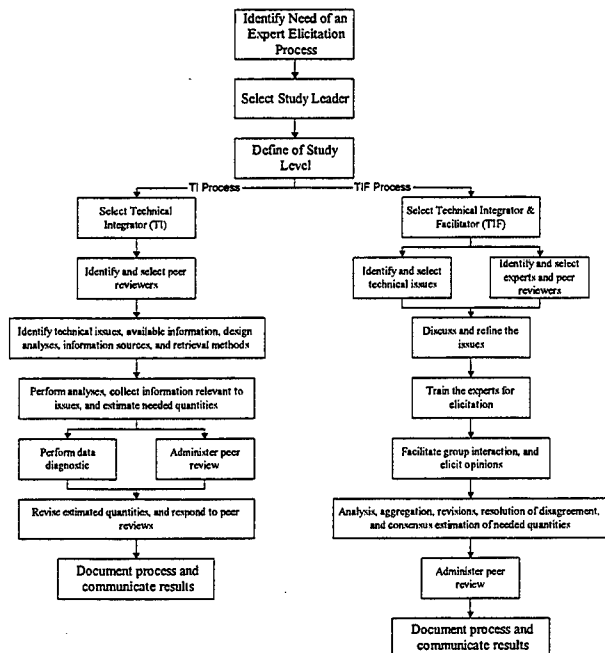 Identify Need of an
Expert Elicitation
Process
Select Study Leader
Define of Study
Level
TI Process
TIF Process
Select Technical
Integrator (TI)
Identify and select peer
reviewers
Identify technical issues, available information, design
analyses, information sources, and retrieval methods
Perform analyses, collect information relevant to
issues, and estimate needed quantities
Perform data
diagnostic
Administer peer
review
Revise estimated quantities, and respond to peer
reviews
Document process and
communicate results
Select Technical Integrator &
Facilitator (TIF)
Identify and select
technical issues
Identify and select
experts and peer
reviewers
Discuss and refine the
issues
Train the experts for
elicitation
Facilitate group interaction, and
elicit opinions
Analysis, aggregation, revisions, resolution of disagreement,
and consensus estimation of needed quantities
Administer peer
review
Document process and
communicate results